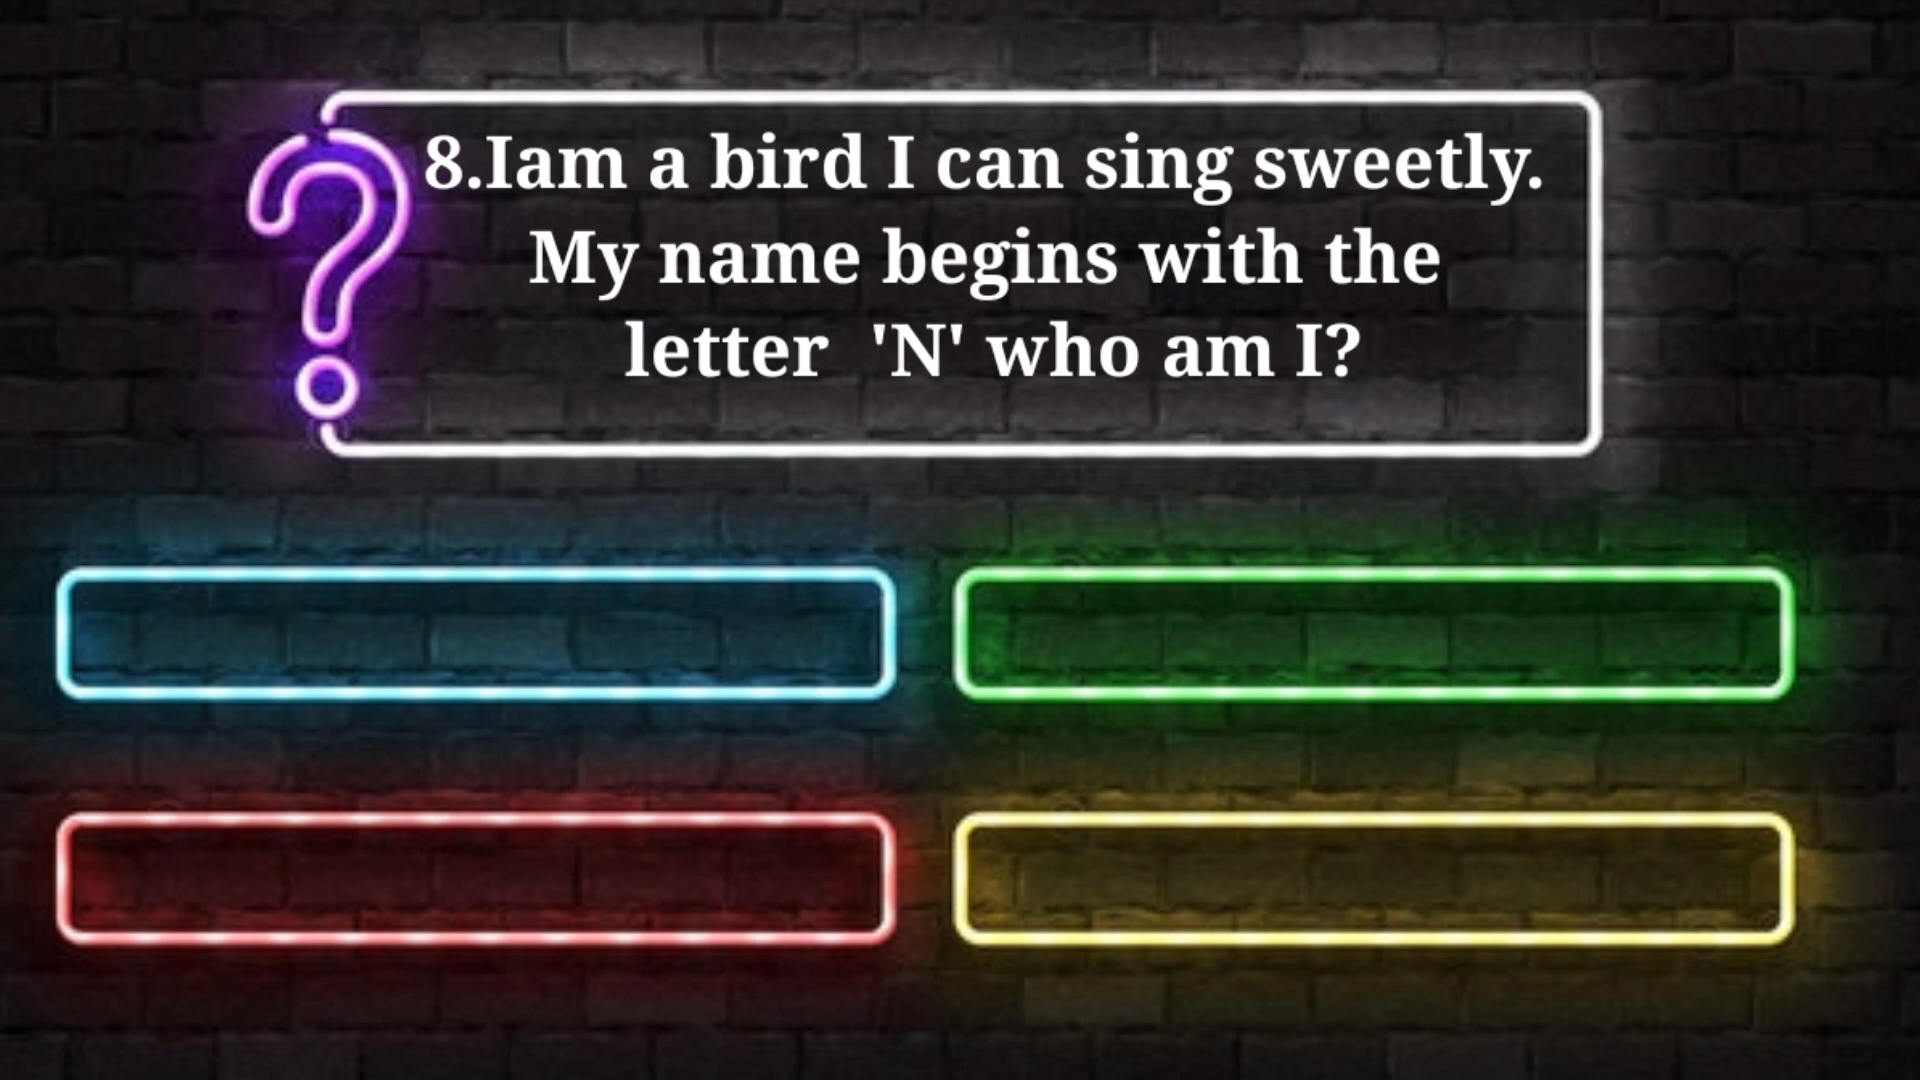 8.Iam a bird I can sing sweetly.
My name begins with the
letter  'N' who am I?